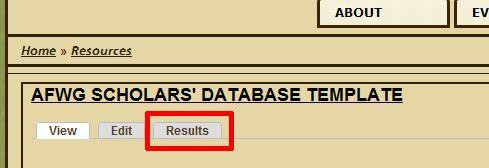 ABOUT EV
Home » Resources
AFWG SCHOLARS' DATABASE TEMPLATE
View Edit Results